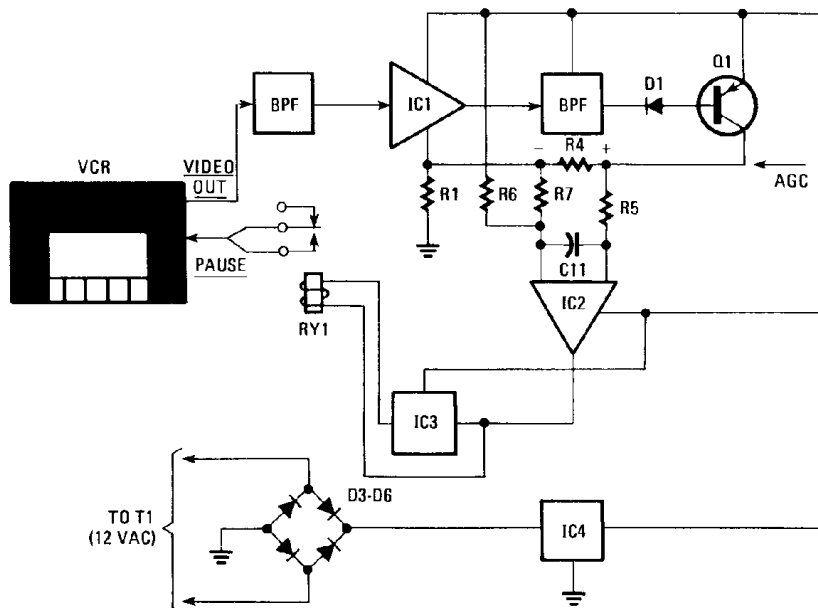 Q1
D1
BPF
IC1
BPF
VCR
VIDEO
OUT
- R4 +
AGC
R1
R6
R7
R5
PAUSE
C11
IC2
RY1
IC3
D3-D6
TO T1
(12 VAC)
IC4